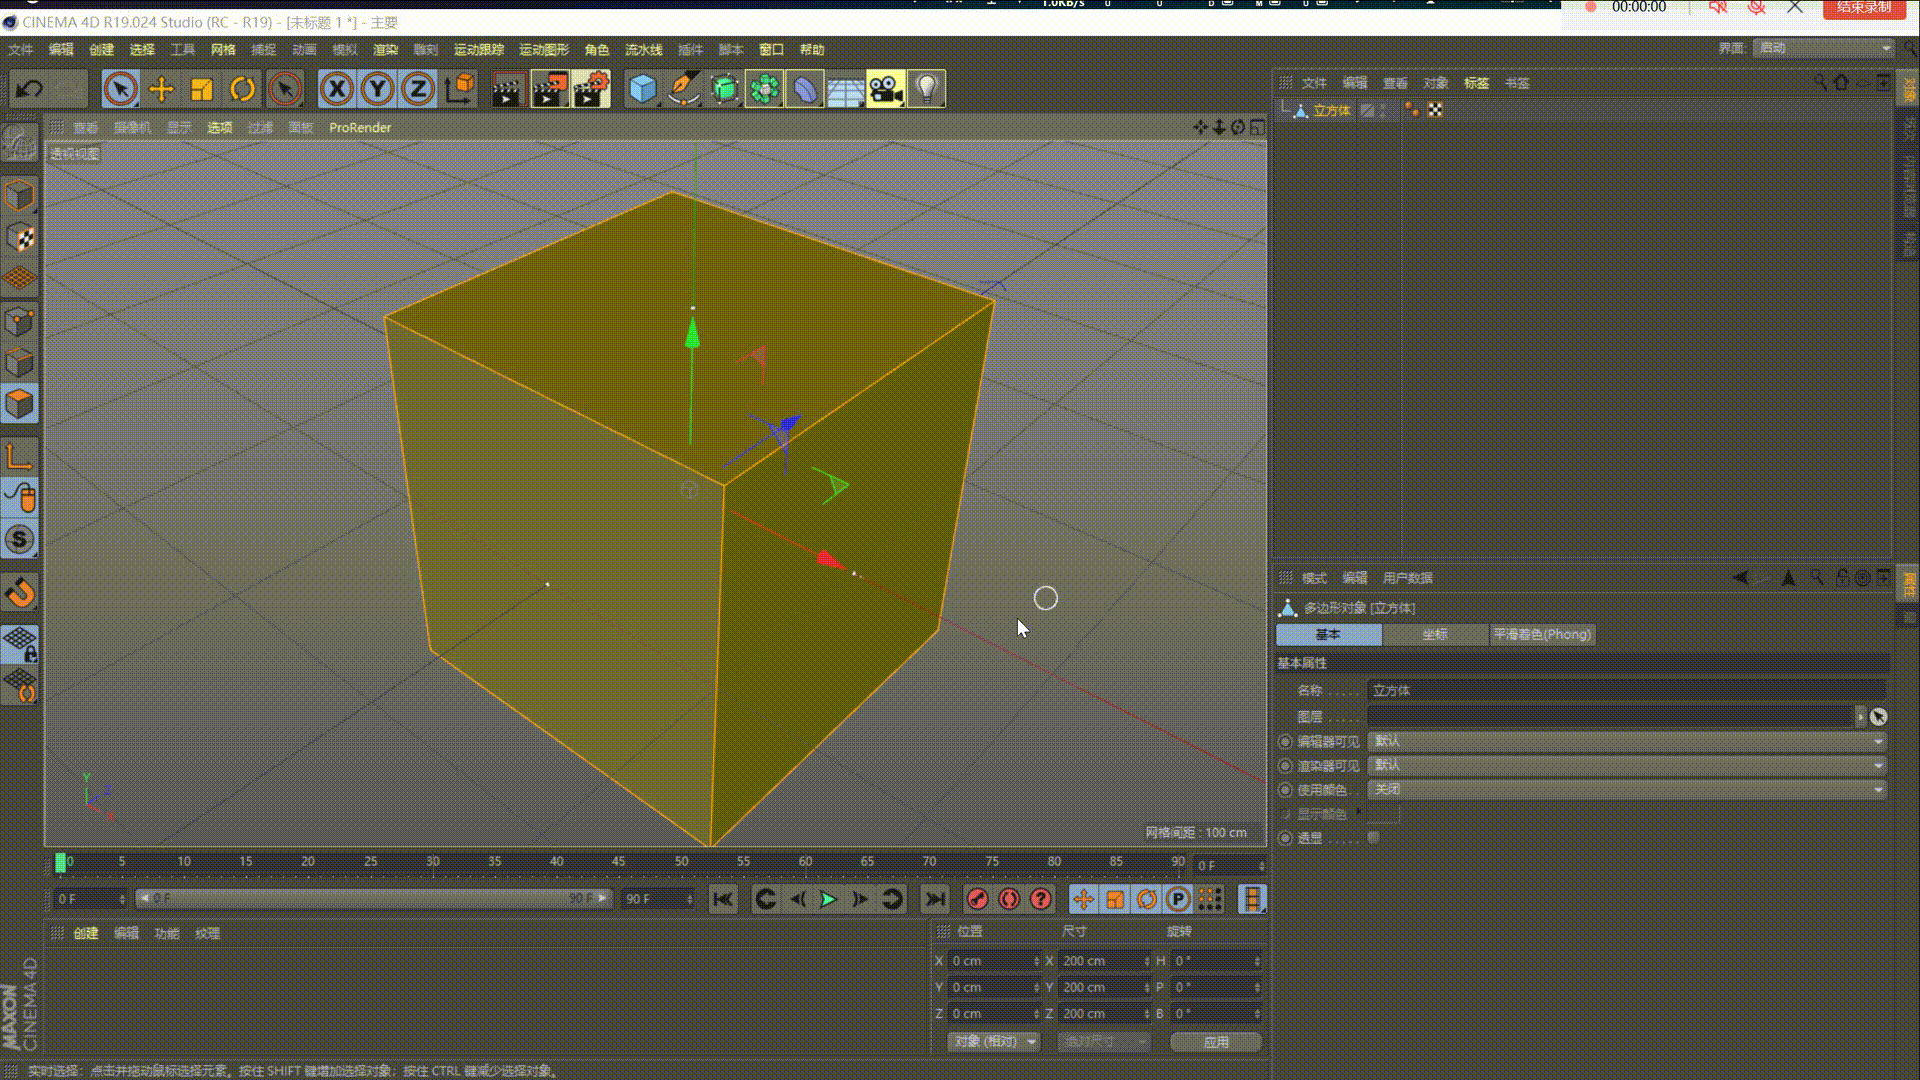 1.0KB/s
00:00:00
结束录制
CINEMA 4D R19.024 Studio (RC - R19) - [未标题 1 *] - 主要
文件 编辑 创建 选择 工具 网格 捕捉 动画 模拟 渲染 雕刻 运动跟踪 运动图形 角色 流水线 插件 脚本 窗口 帮助
界面: 启动
文件 编辑 查看 对象 标签 书签
立方体
查看 摄像机 显示 选项 过滤 面板 ProRender
透视视图
网格间距 : 100 cm
模式 编辑 用户数据
多边形对象 [立方体]
基本 坐标 平滑着色(Phong)
基本属性
名称 . . . . . 立方体
图层 . . . . .
编辑器可见 默认
渲染器可见 默认
使用颜色 . . 关闭
显示颜色
透显 . . . . .
对象
属性
Y
Z
X
0 5 10 15 20 25 30 35 40 45 50 55 60 65 70 75 80 85 90
0 F
0 F 0 F 90 F 90 F
创建 编辑 功能 纹理
位置 尺寸 旋转
X 0 cm X 200 cm H 0 °
Y 0 cm Y 200 cm P 0 °
Z 0 cm Z 200 cm B 0 °
对象 (相对) 绝对尺寸 应用
MAXON
CINEMA 4D
实时选择：点击并拖动鼠标选择元素。按住 SHIFT 键增加选择对象；按住 CTRL 键减少选择对象。